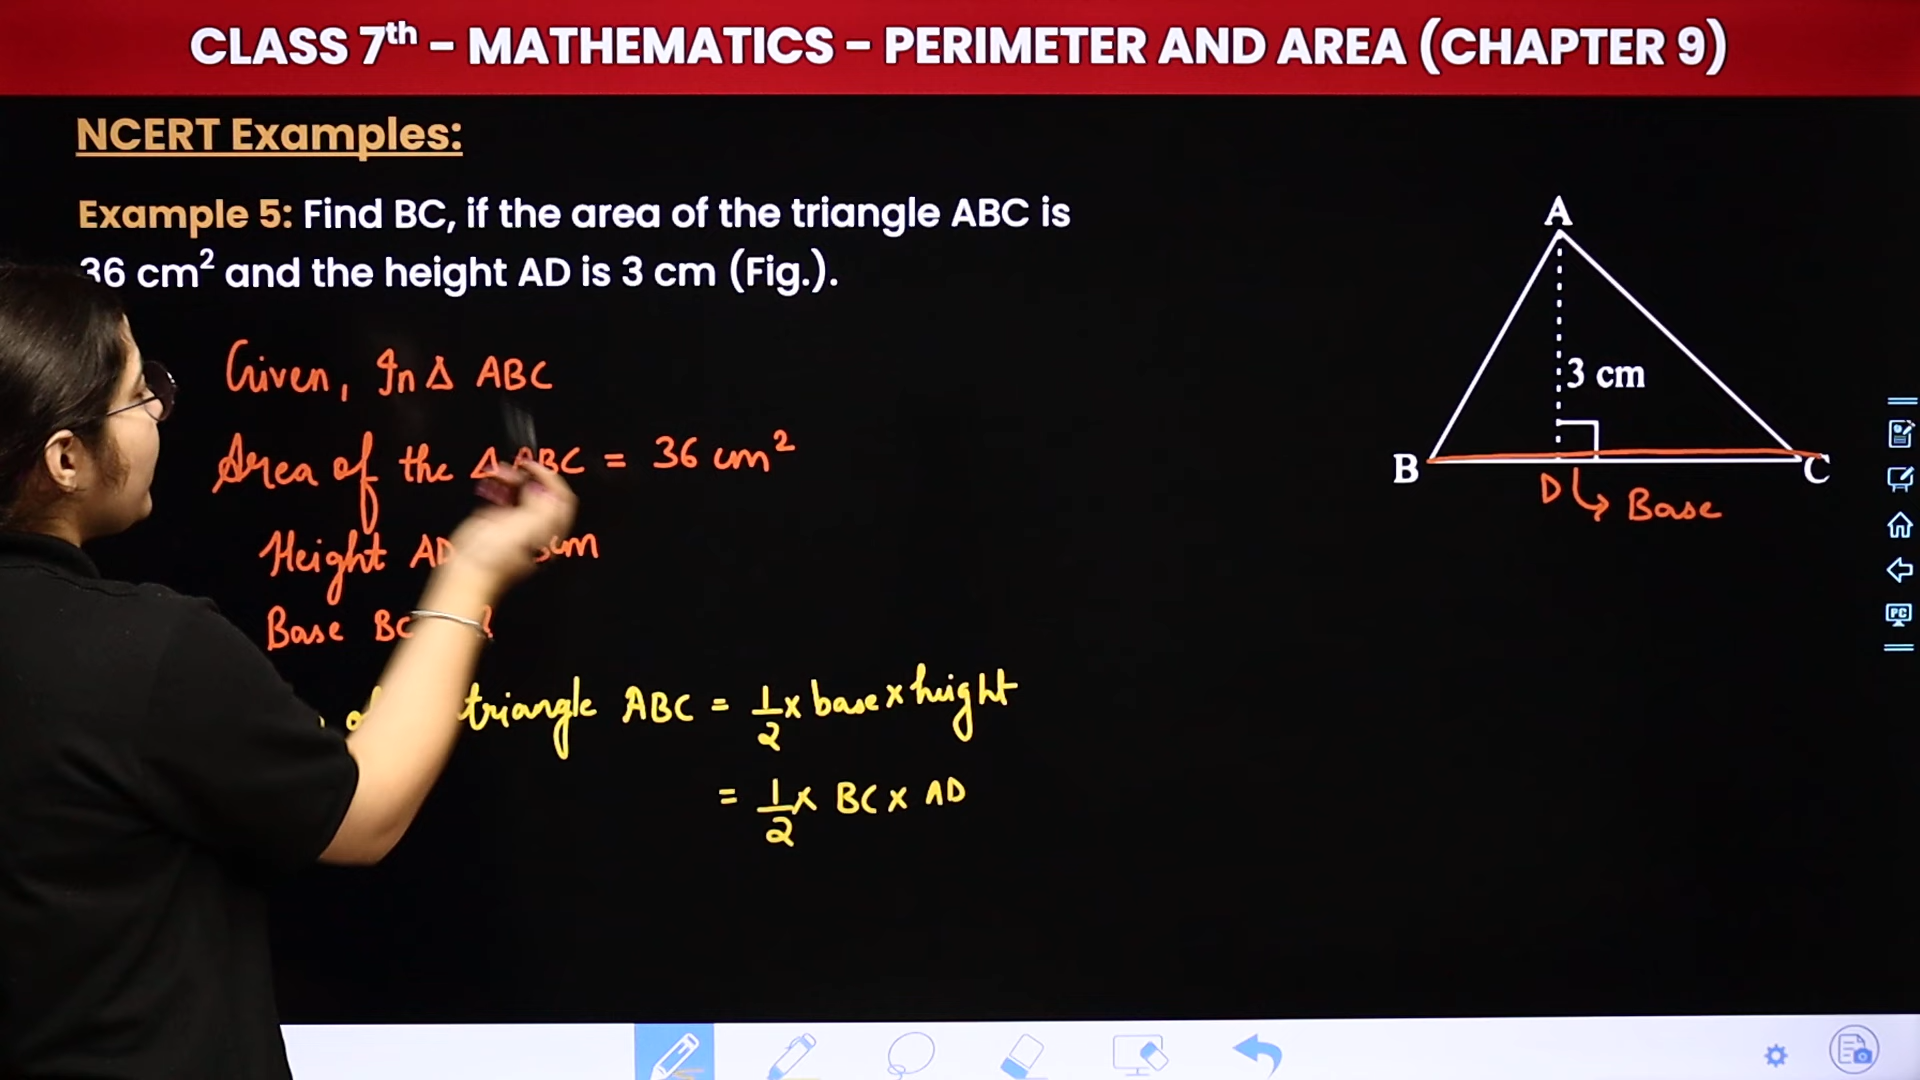 CLASS 7th – MATHEMATICS – PERIMETER AND AREA (CHAPTER 9)
NCERT Examples:
Example 5: Find BC, if the area of the triangle ABC is
36 cm² and the height AD is 3 cm (Fig.).
Given, In Δ ABC
Area of the Δ ABC = 36 cm²
Height AD 3cm
Base BC ?
triangle ABC = 1/2 × base × height
= 1/2 × BC × AD
A
3 cm
B
C
D
Base
PC